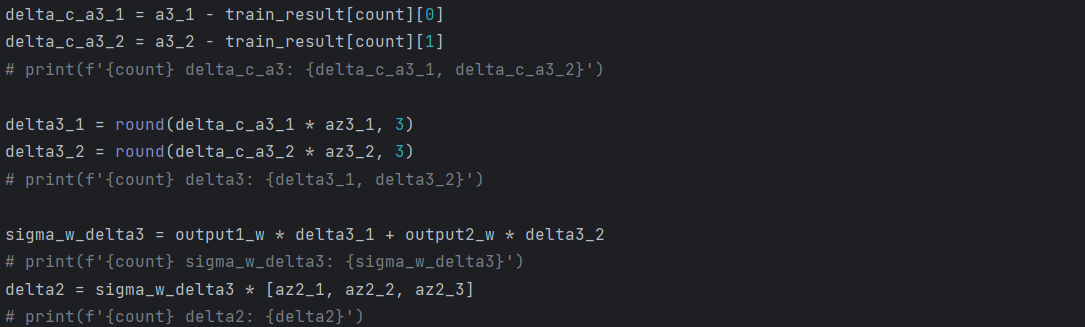 delta_c_a3_1 = a3_1 - train_result[count][0]
delta_c_a3_2 = a3_2 - train_result[count][1]
# print(f'{count} delta_c_a3: {delta_c_a3_1, delta_c_a3_2}')
delta3_1 = round(delta_c_a3_1 * az3_1, 3)
delta3_2 = round(delta_c_a3_2 * az3_2, 3)
# print(f'{count} delta3: {delta3_1, delta3_2}')
sigma_w_delta3 = output1_w * delta3_1 + output2_w * delta3_2
# print(f'{count} sigma_w_delta3: {sigma_w_delta3}')
delta2 = sigma_w_delta3 * [az2_1, az2_2, az2_3]
# print(f'{count} delta2: {delta2}')